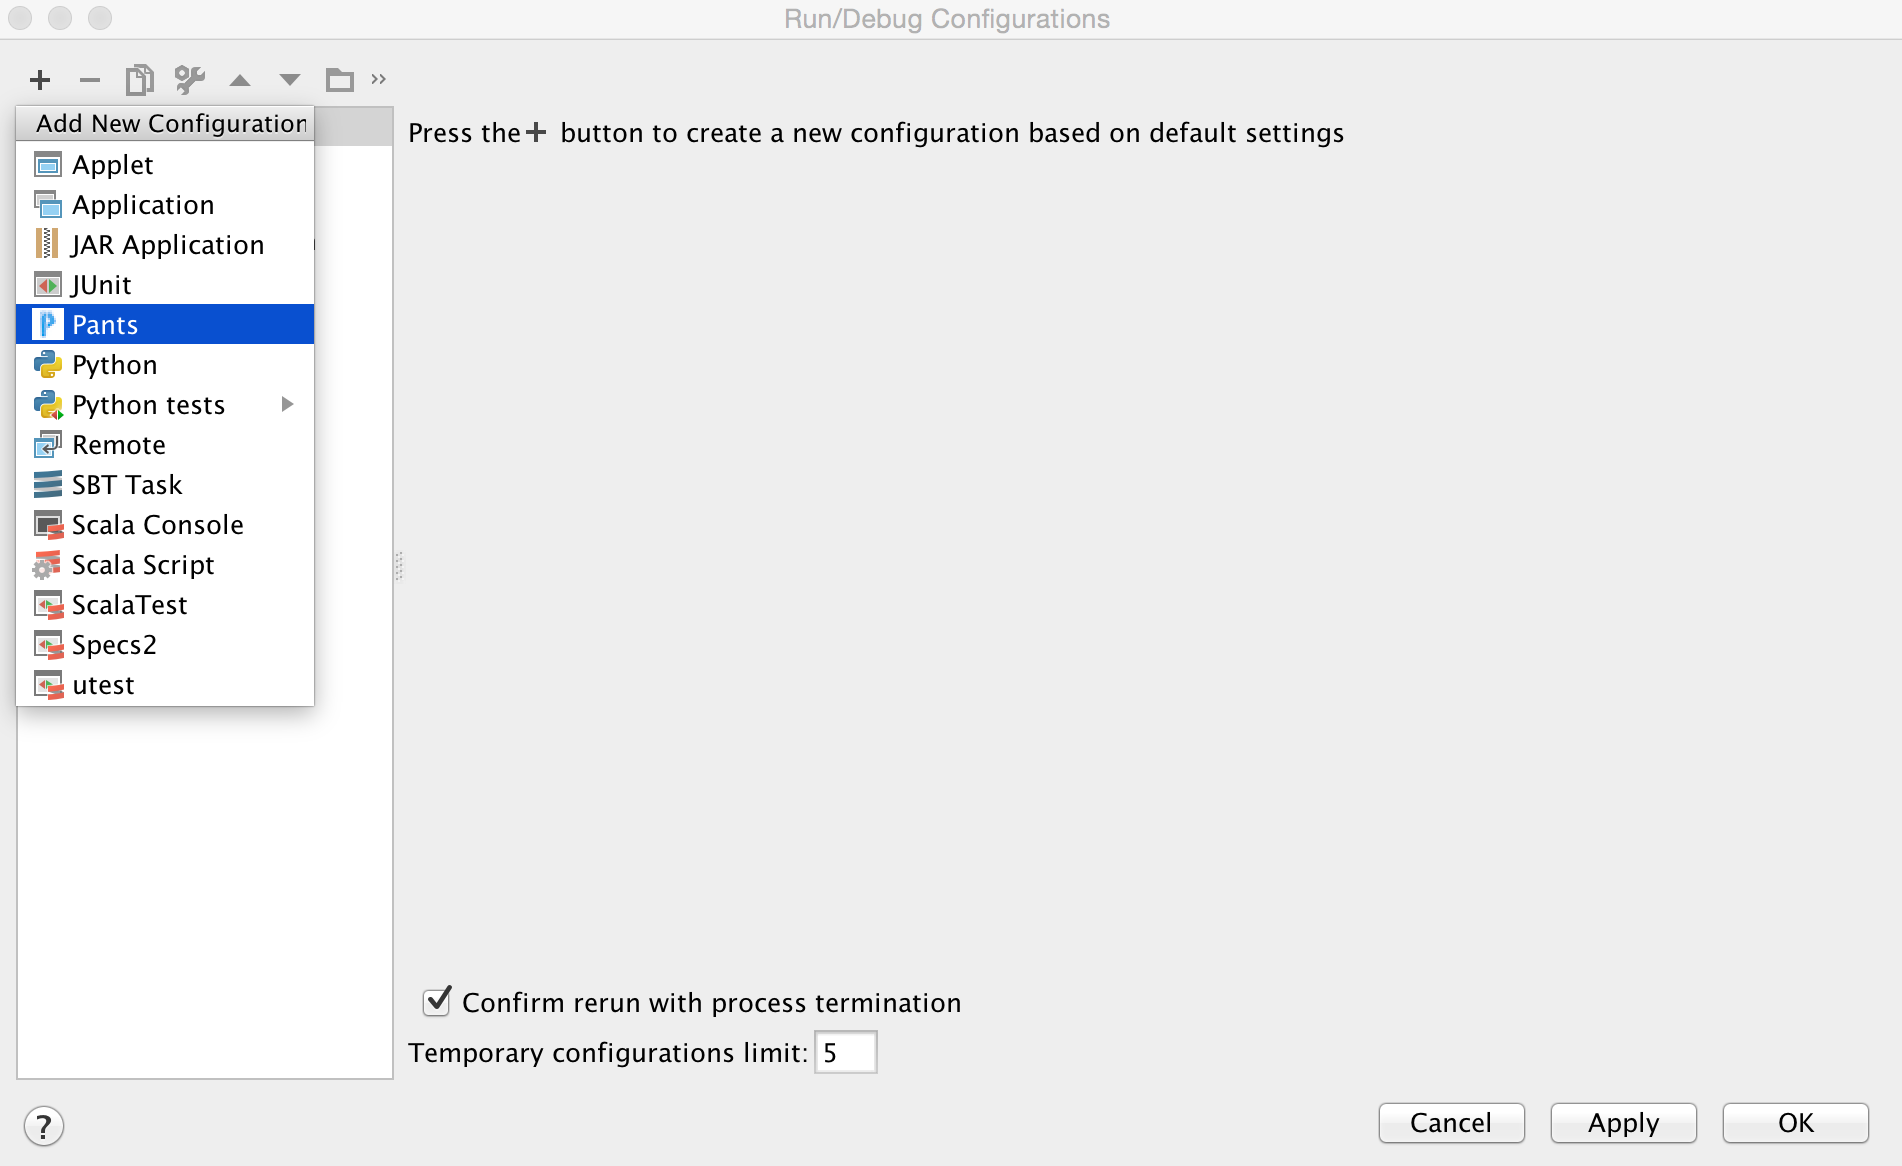 Run/Debug Configurations
Add New Configuration
Press the + button to create a new configuration based on default settings
Applet
Application
JAR Application
JUnit
Pants
Python
Python tests
Remote
SBT Task
Scala Console
Scala Script
ScalaTest
Specs2
utest
Confirm rerun with process termination
Temporary configurations limit: 5
?
Cancel
Apply
OK